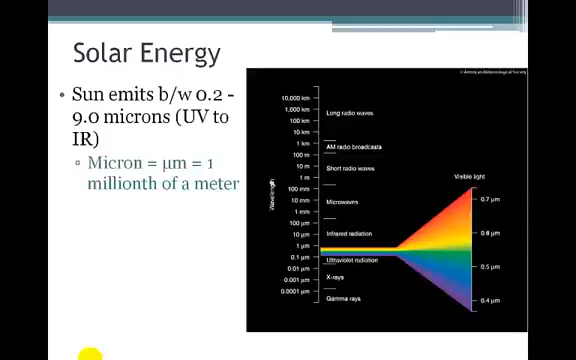 Solar Energy
• Sun emits b/w 0.2 -
9.0 microns (UV to
IR)
▫ Micron = μm = 1
millionth of a meter
Visible light
Wavelength
10,000 km
1,000 km
100 km
10 km
1 km
100 m
10 m
1 m
100 mm
10 mm
1 mm
100 μm
10 μm
1 μm
0.1 μm
0.01 μm
0.001 μm
0.0001 μm
Long radio waves
AM radio broadcasts
Short radio waves
Microwaves
Infrared radiation
Ultraviolet radiation
X-rays
Gamma rays
0.7 μm
0.6 μm
0.5 μm
0.4 μm